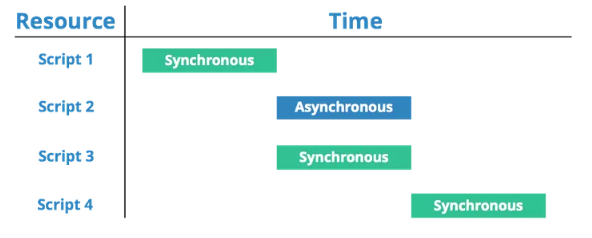 Resource Time
Script 1 Synchronous
Script 2 Asynchronous
Script 3 Synchronous
Script 4 Synchronous